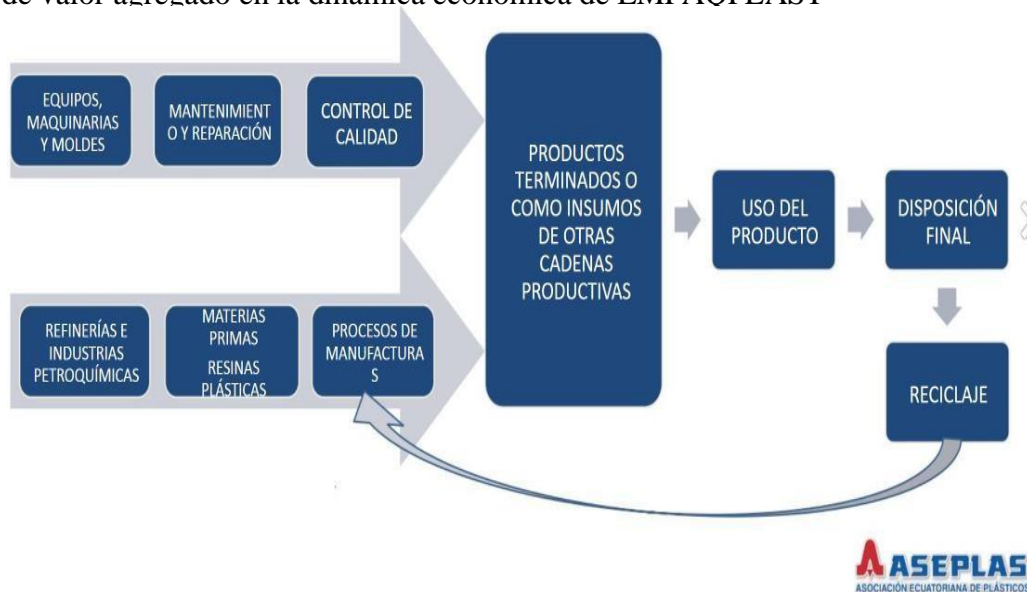 de valor agregado en la dinámica económica de EMPAQPLAST
EQUIPOS,
MAQUINARIAS
Y MOLDES
MANTENIMIENT
O Y REPARACIÓN
CONTROL DE
CALIDAD
PRODUCTOS
TERMINADOS O
COMO INSUMOS
DE OTRAS
CADENAS
PRODUCTIVAS
USO DEL
PRODUCTO
DISPOSICIÓN
FINAL
REFINERÍAS E
INDUSTRIAS
PETROQUÍMICAS
MATERIAS
PRIMAS
RESINAS
PLÁSTICAS
PROCESOS DE
MANUFACTURA
S
RECICLAJE
ASEPLAS
ASOCIACIÓN ECUATORIANA DE PLÁSTICOS